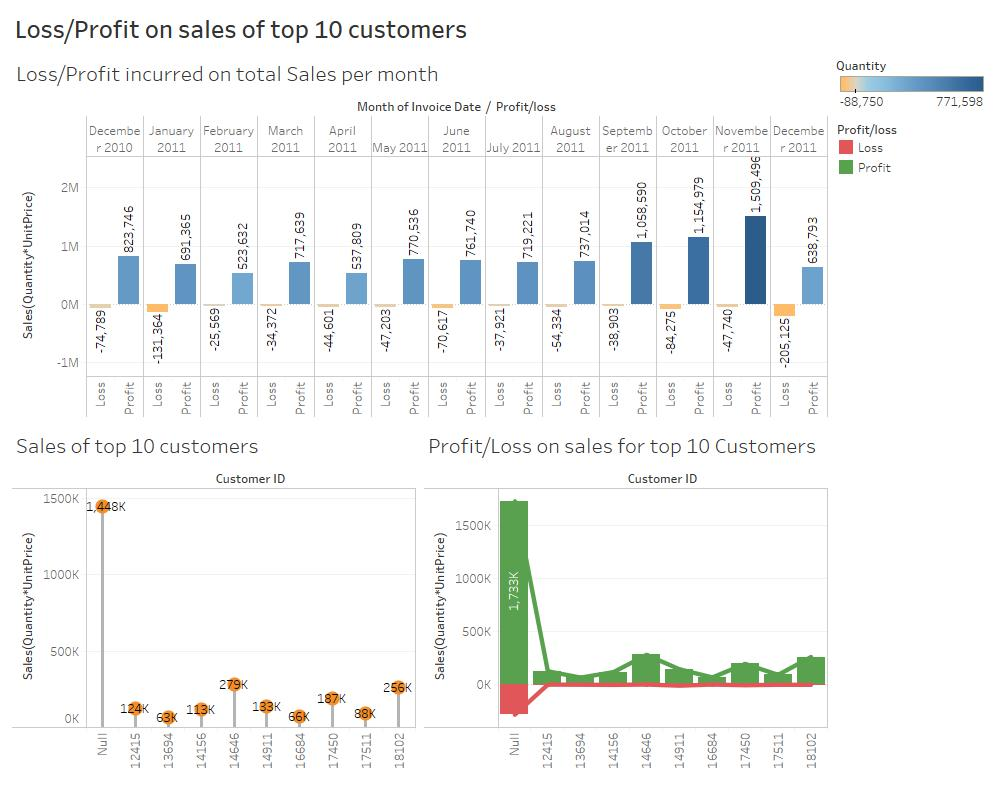 Loss/Profit on sales of top 10 customers
Loss/Profit incurred on total Sales per month
Quantity
-88,750 771,598
Profit/loss
Loss
Profit
Month of Invoice Date / Profit/loss
Decembe January February March April June August Septemb October Novembe Decembe
r 2010 2011 2011 2011 2011 May 2011 2011 July 2011 2011 er 2011 2011 r 2011 r 2011
Sales(Quantity*UnitPrice)
2M
1M
0M
-1M
-74,789 823,746 -131,364 691,365 -25,569 523,632 -34,372 717,639 -44,601 537,809 -47,203 770,536 -70,617 761,740 -37,921 719,221 -54,334 737,014 -38,903 1,058,590 -84,275 1,154,979 -47,740 1,509,496 -205,125 638,793
Loss Profit Loss Profit Loss Profit Loss Profit Loss Profit Loss Profit Loss Profit Loss Profit Loss Profit Loss Profit Loss Profit Loss Profit Loss Profit
Sales of top 10 customers
Customer ID
Sales(Quantity*UnitPrice)
1500K
1000K
500K
0K
1,448K 124K 63K 113K 279K 133K 66K 187K 88K 256K
Null 12415 13694 14156 14646 14911 16684 17450 17511 18102
Profit/Loss on sales for top 10 Customers
Customer ID
Sales(Quantity*UnitPrice)
1500K
1000K
500K
0K
1,733K
Null 12415 13694 14156 14646 14911 16684 17450 17511 18102